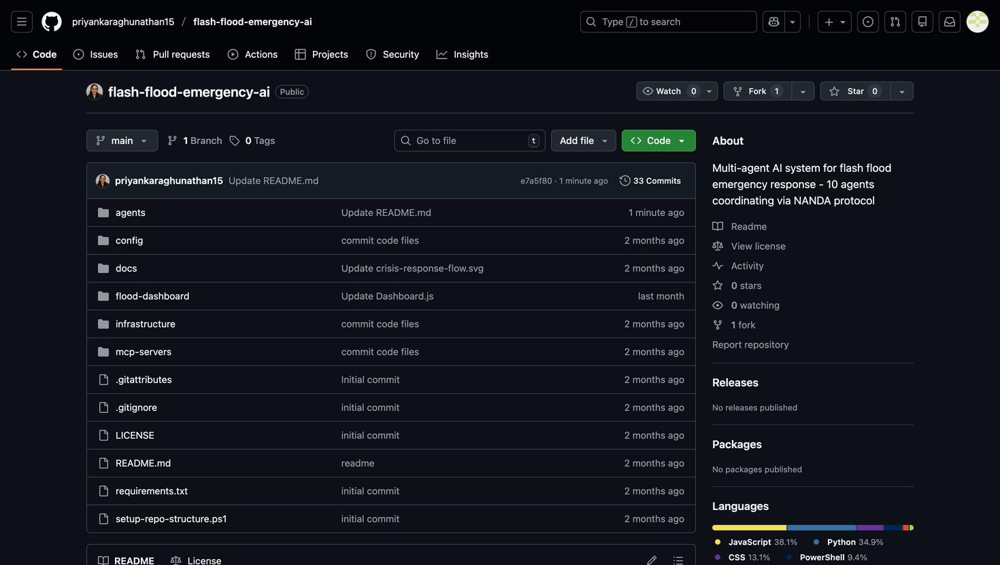 priyankaraghunathan15 / flash-flood-emergency-ai
Type / to search
Code
Issues
Pull requests
Actions
Projects
Security
Insights
flash-flood-emergency-ai Public
Watch 0
Fork 1
Star 0
main
1 Branch
0 Tags
Go to file t
Add file
Code
priyankaraghunathan15 Update README.md e7a5f80 · 1 minute ago 33 Commits
agents Update README.md 1 minute ago
config commit code files 2 months ago
docs Update crisis-response-flow.svg 2 months ago
flood-dashboard Update Dashboard.js last month
infrastructure commit code files 2 months ago
mcp-servers commit code files 2 months ago
.gitattributes Initial commit 2 months ago
.gitignore initial commit 2 months ago
LICENSE initial commit 2 months ago
README.md readme 2 months ago
requirements.txt initial commit 2 months ago
setup-repo-structure.ps1 initial commit 2 months ago
README License
About
Multi-agent AI system for flash flood
emergency response - 10 agents
coordinating via NANDA protocol
Readme
View license
Activity
0 stars
0 watching
1 fork
Report repository
Releases
No releases published
Packages
No packages published
Languages
JavaScript 38.1% Python 34.9%
CSS 13.1% PowerShell 9.4%